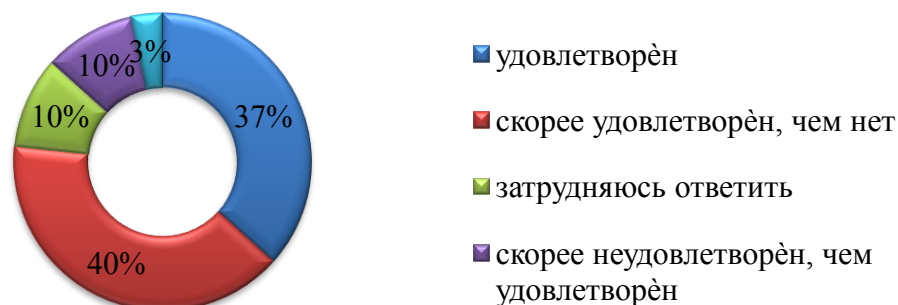 3%
10%
10%
37%
40%
удовлетворѐн
скорее удовлетворѐн, чем нет
затрудняюсь ответить
скорее неудовлетворѐн, чем
удовлетворѐн